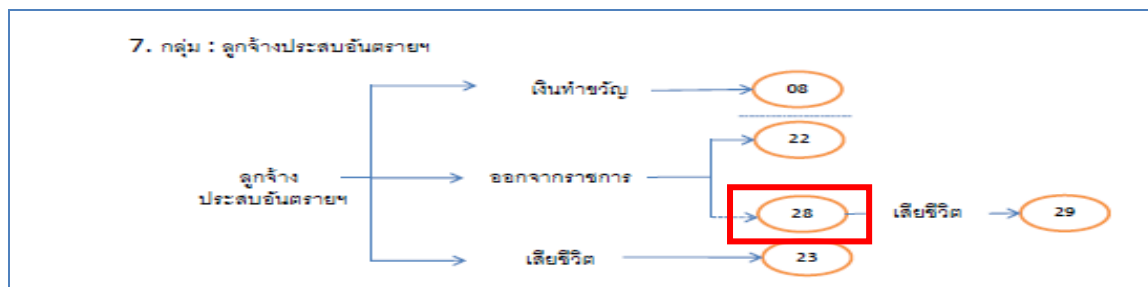 7. กลุ่ม : ลูกจ้างประสบอันตรายฯ
เงินทำขวัญ 08
22
ลูกจ้าง
ประสบอันตรายฯ
ออกจากราชการ
28 เสียชีวิต 29
เสียชีวิต 23